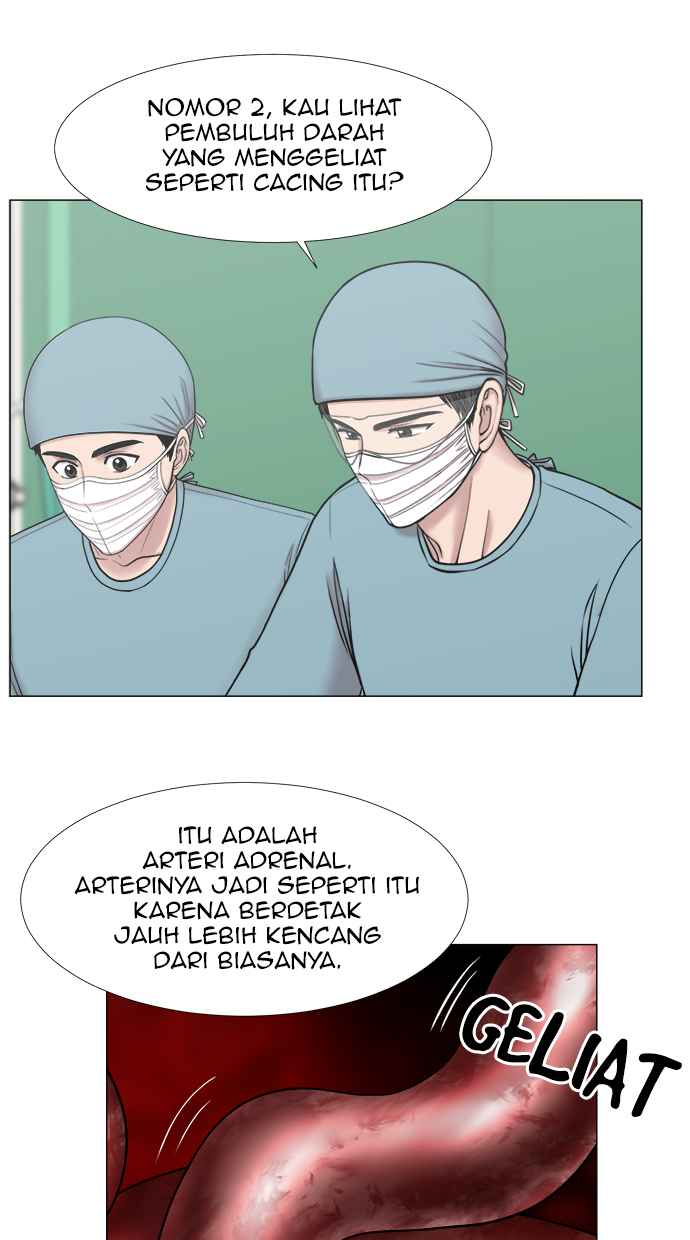 NOMOR 2, KAU LIHAT
PEMBULUH DARAH
YANG MENGGELIAT
SEPERTI CACING ITU?
ITU ADALAH
ARTERI ADRENAL.
ARTERINYA JADI SEPERTI ITU
KARENA BERDETAK
JAUH LEBIH KENCANG
DARI BIASANYA.
GELIAT